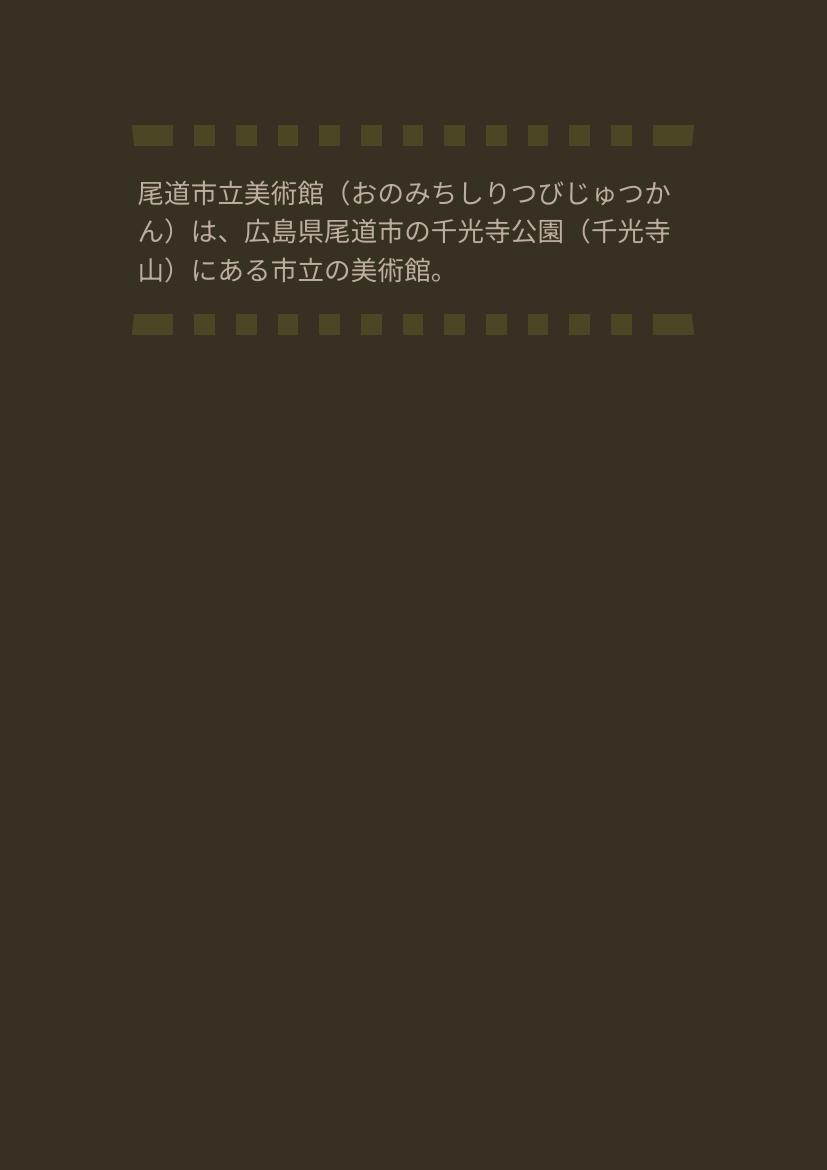 尾道市立美術館（おのみちしりつびじゅつか
ん）は、広島県尾道市の千光寺公園（千光寺
山）にある市立の美術館。